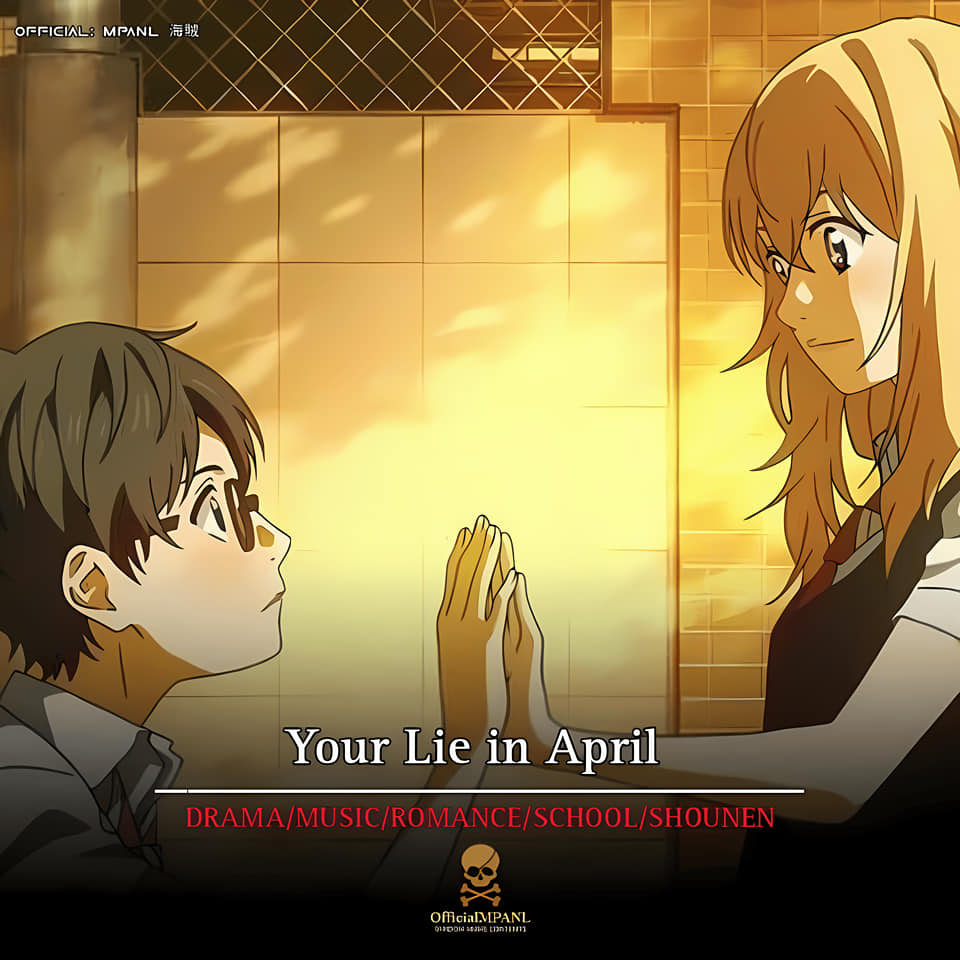 OFFICIAL: MPANL 海賊
Your Lie in April
DRAMA/MUSIC/ROMANCE/SCHOOL/SHOUNEN
OfficialMPANL